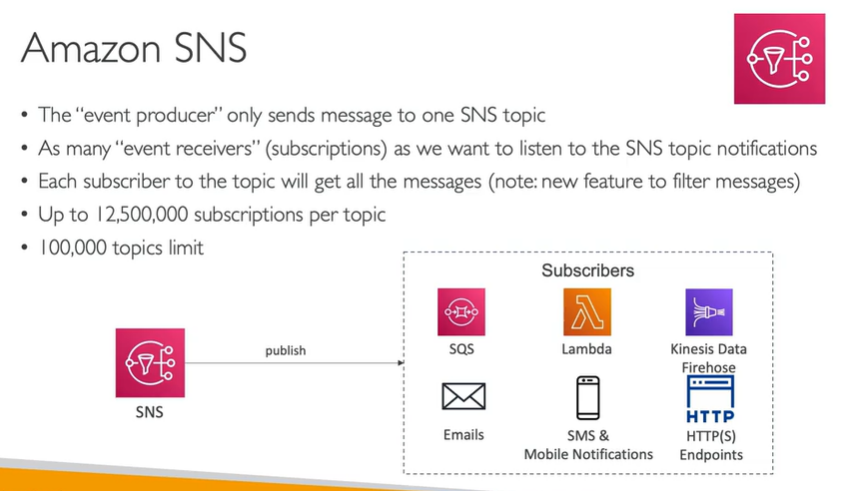 Amazon SNS
• The “event producer” only sends message to one SNS topic
• As many “event receivers” (subscriptions) as we want to listen to the SNS topic notifications
• Each subscriber to the topic will get all the messages (note: new feature to filter messages)
• Up to 12,500,000 subscriptions per topic
• 100,000 topics limit
Subscribers
SQS
Lambda
Kinesis Data
Firehose
publish
SNS
Emails
SMS &
Mobile Notifications
HTTP
HTTP(S)
Endpoints